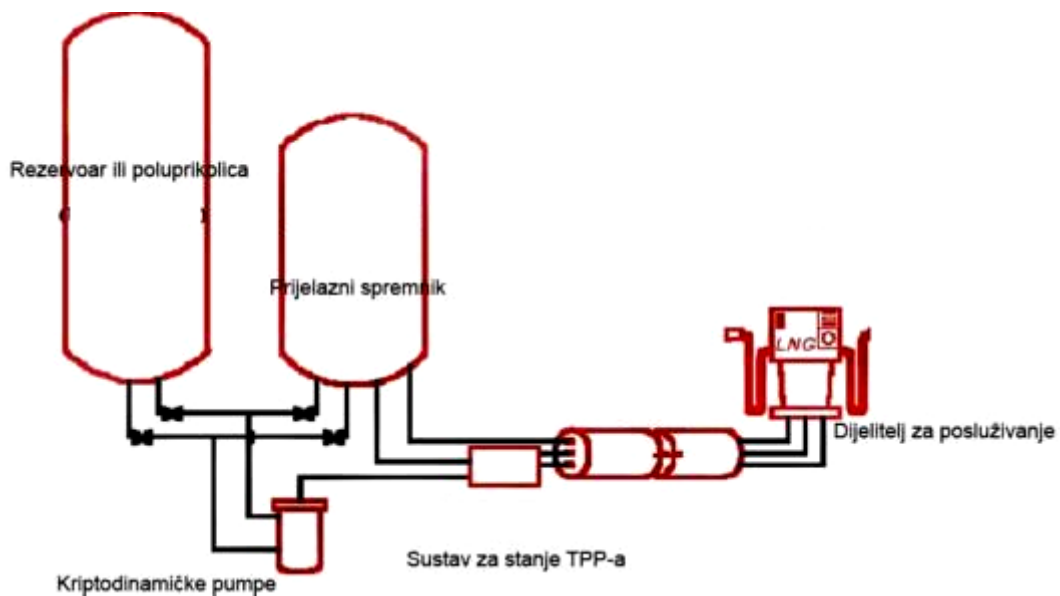 Rezervoar ili poluprikolica
Prijelazni spremnik
LNG
Dijelitelj za posluživanje
Sustav za stanje TPP-a
Kriptodinamičke pumpe